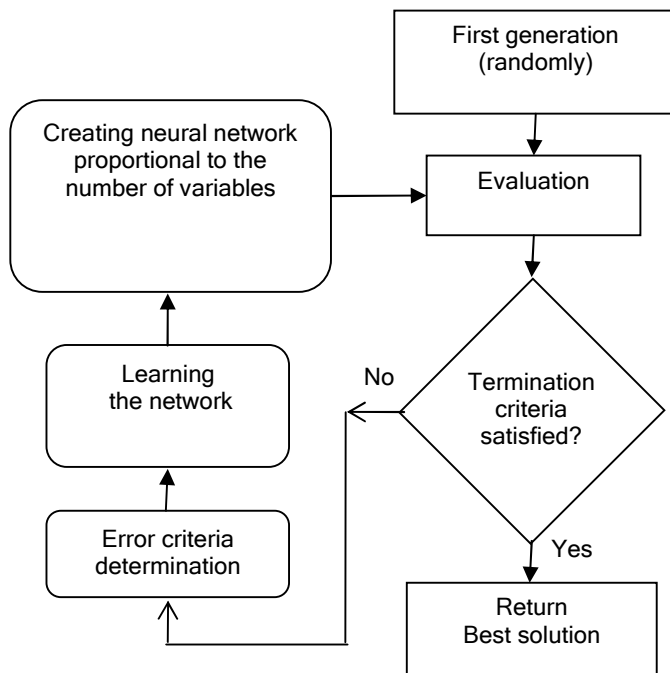 First generation
(randomly)
Creating neural network
proportional to the
number of variables
Evaluation
Learning
the network
No
Termination
criteria
satisfied?
Error criteria
determination
Yes
Return
Best solution